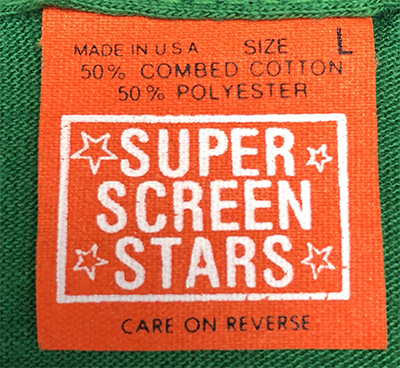 MADE IN U S A SIZE L
50% COMBED COTTON
50% POLYESTER
SUPER
SCREEN
STARS
CARE ON REVERSE